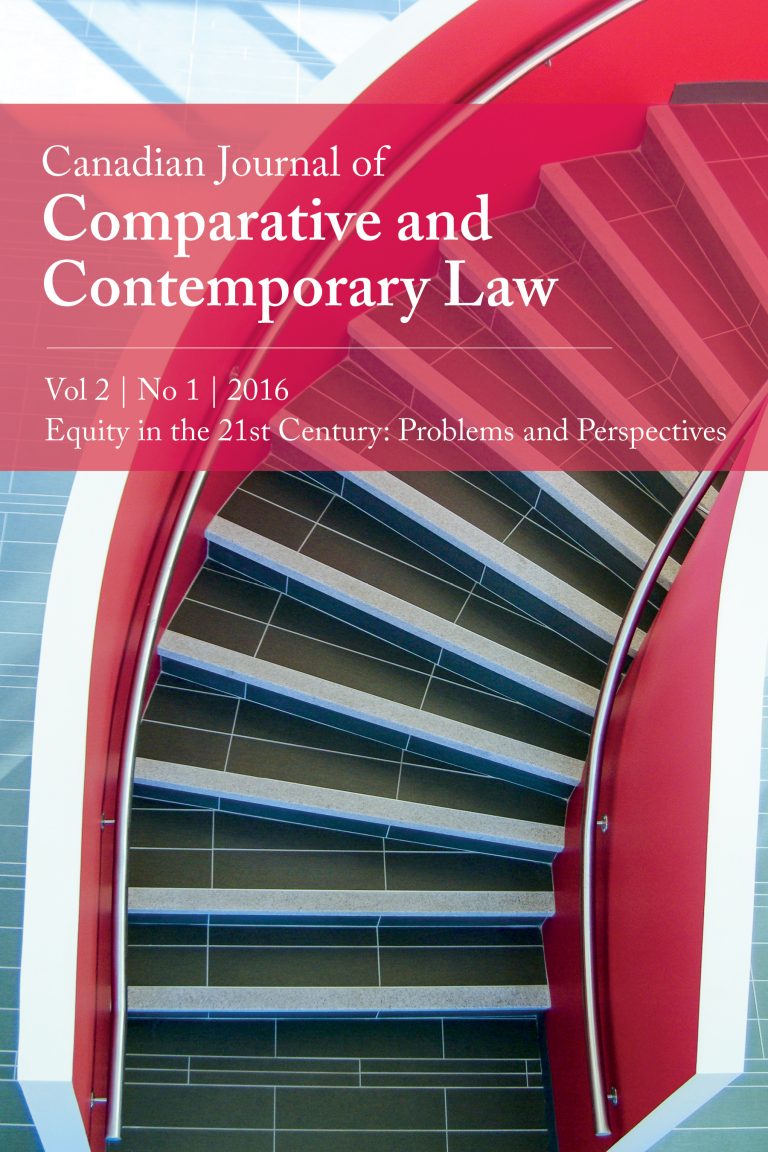 Canadian Journal of
Comparative and
Contemporary Law
Vol 2 | No 1 | 2016
Equity in the 21st Century: Problems and Perspectives